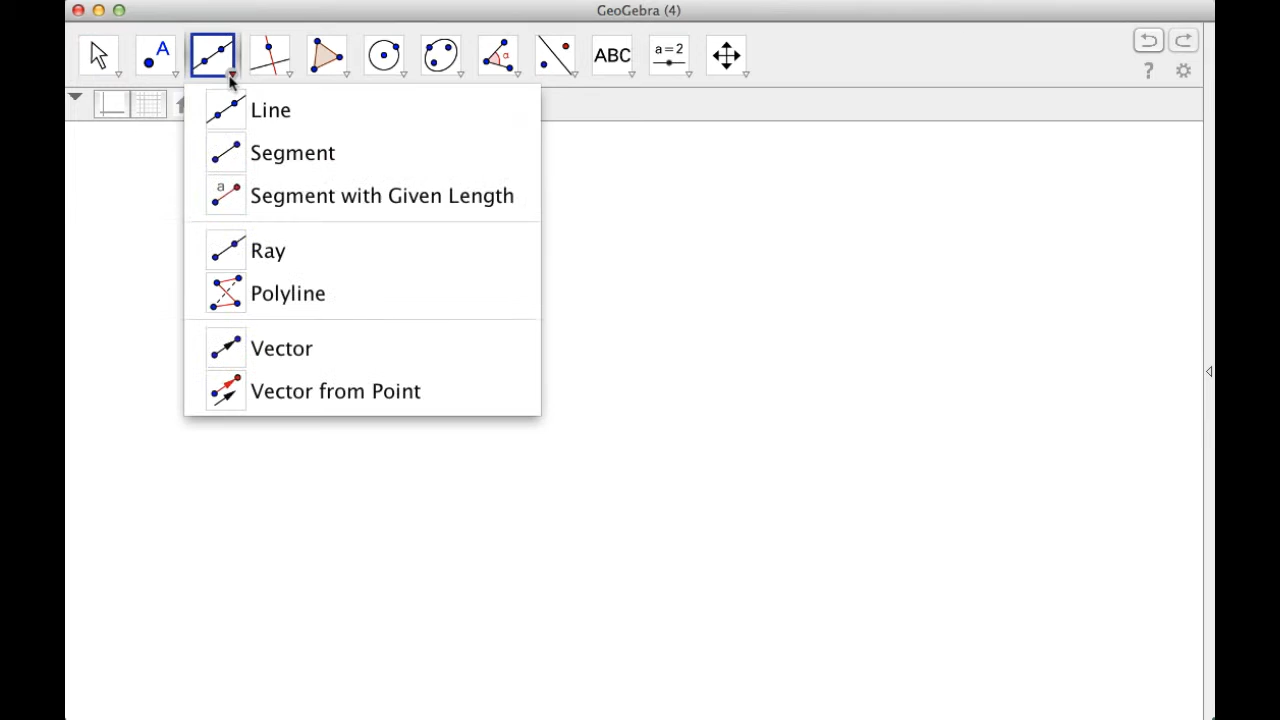 GeoGebra (4)
A
α
ABC
a=2
?
Line
Segment
a
Segment with Given Length
Ray
Polyline
Vector
Vector from Point